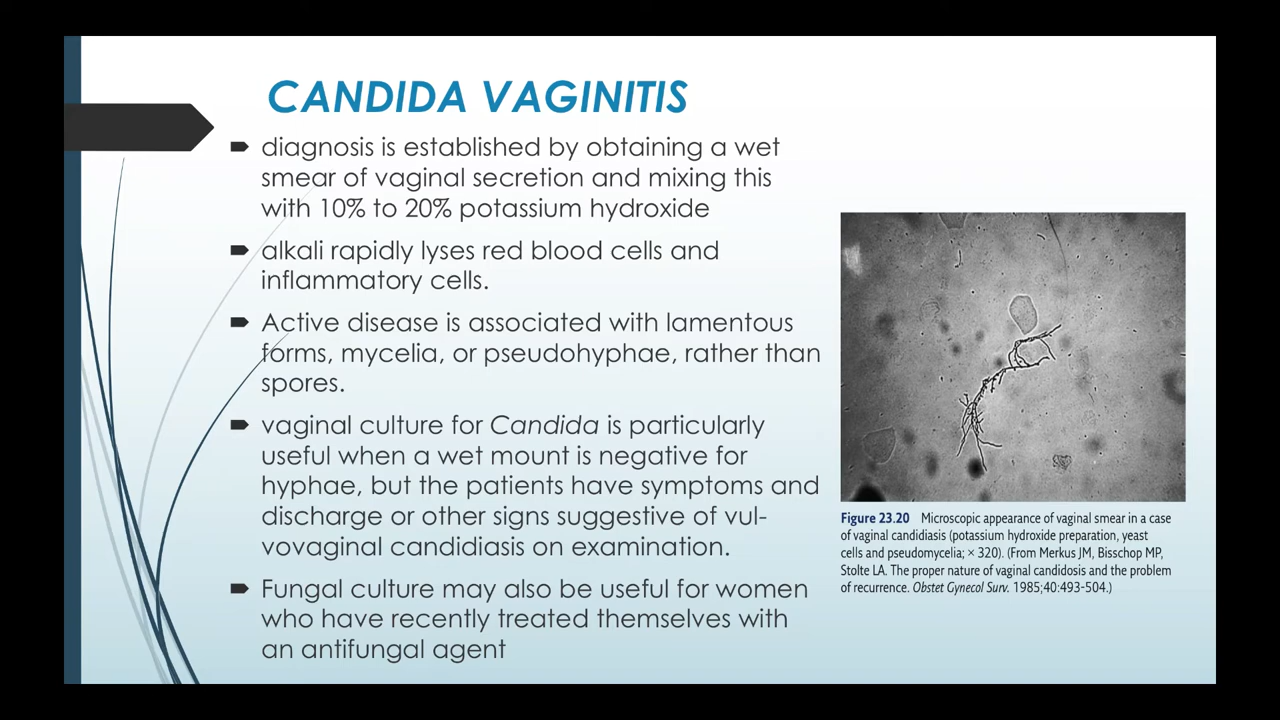 CANDIDA VAGINITIS
diagnosis is established by obtaining a wet
smear of vaginal secretion and mixing this
with 10% to 20% potassium hydroxide
alkali rapidly lyses red blood cells and
inflammatory cells.
Active disease is associated with lamentous
forms, mycelia, or pseudohyphae, rather than
spores.
vaginal culture for Candida is particularly
useful when a wet mount is negative for
hyphae, but the patients have symptoms and
discharge or other signs suggestive of vul-
vovaginal candidiasis on examination.
Fungal culture may also be useful for women
who have recently treated themselves with
an antifungal agent
Figure 23.20 Microscopic appearance of vaginal smear in a case
of vaginal candidiasis (potassium hydroxide preparation, yeast
cells and pseudomycelia; × 320). (From Merkus JM, Bisschop MP,
Stolte LA. The proper nature of vaginal candidosis and the problem
of recurrence. Obstet Gynecol Surv. 1985;40:493-504.)